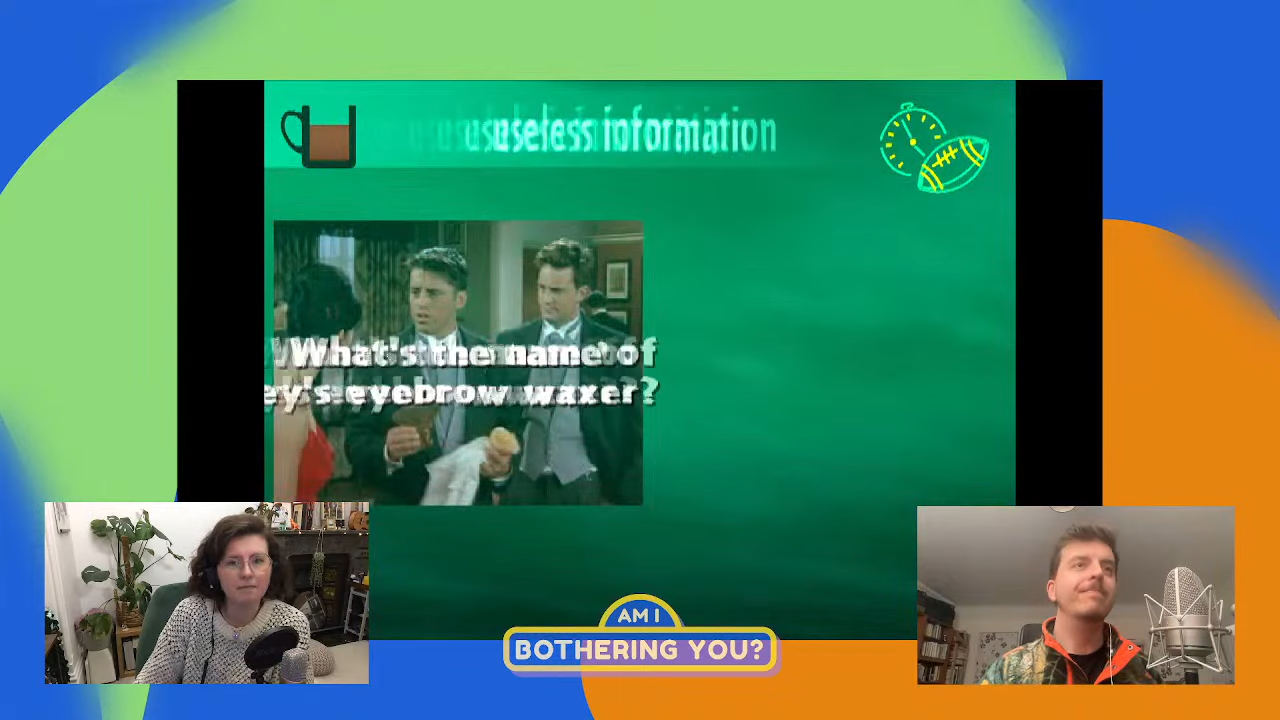 useless information
What's the name of
ey's eyebrow waxer?
AM I
BOTHERING YOU?